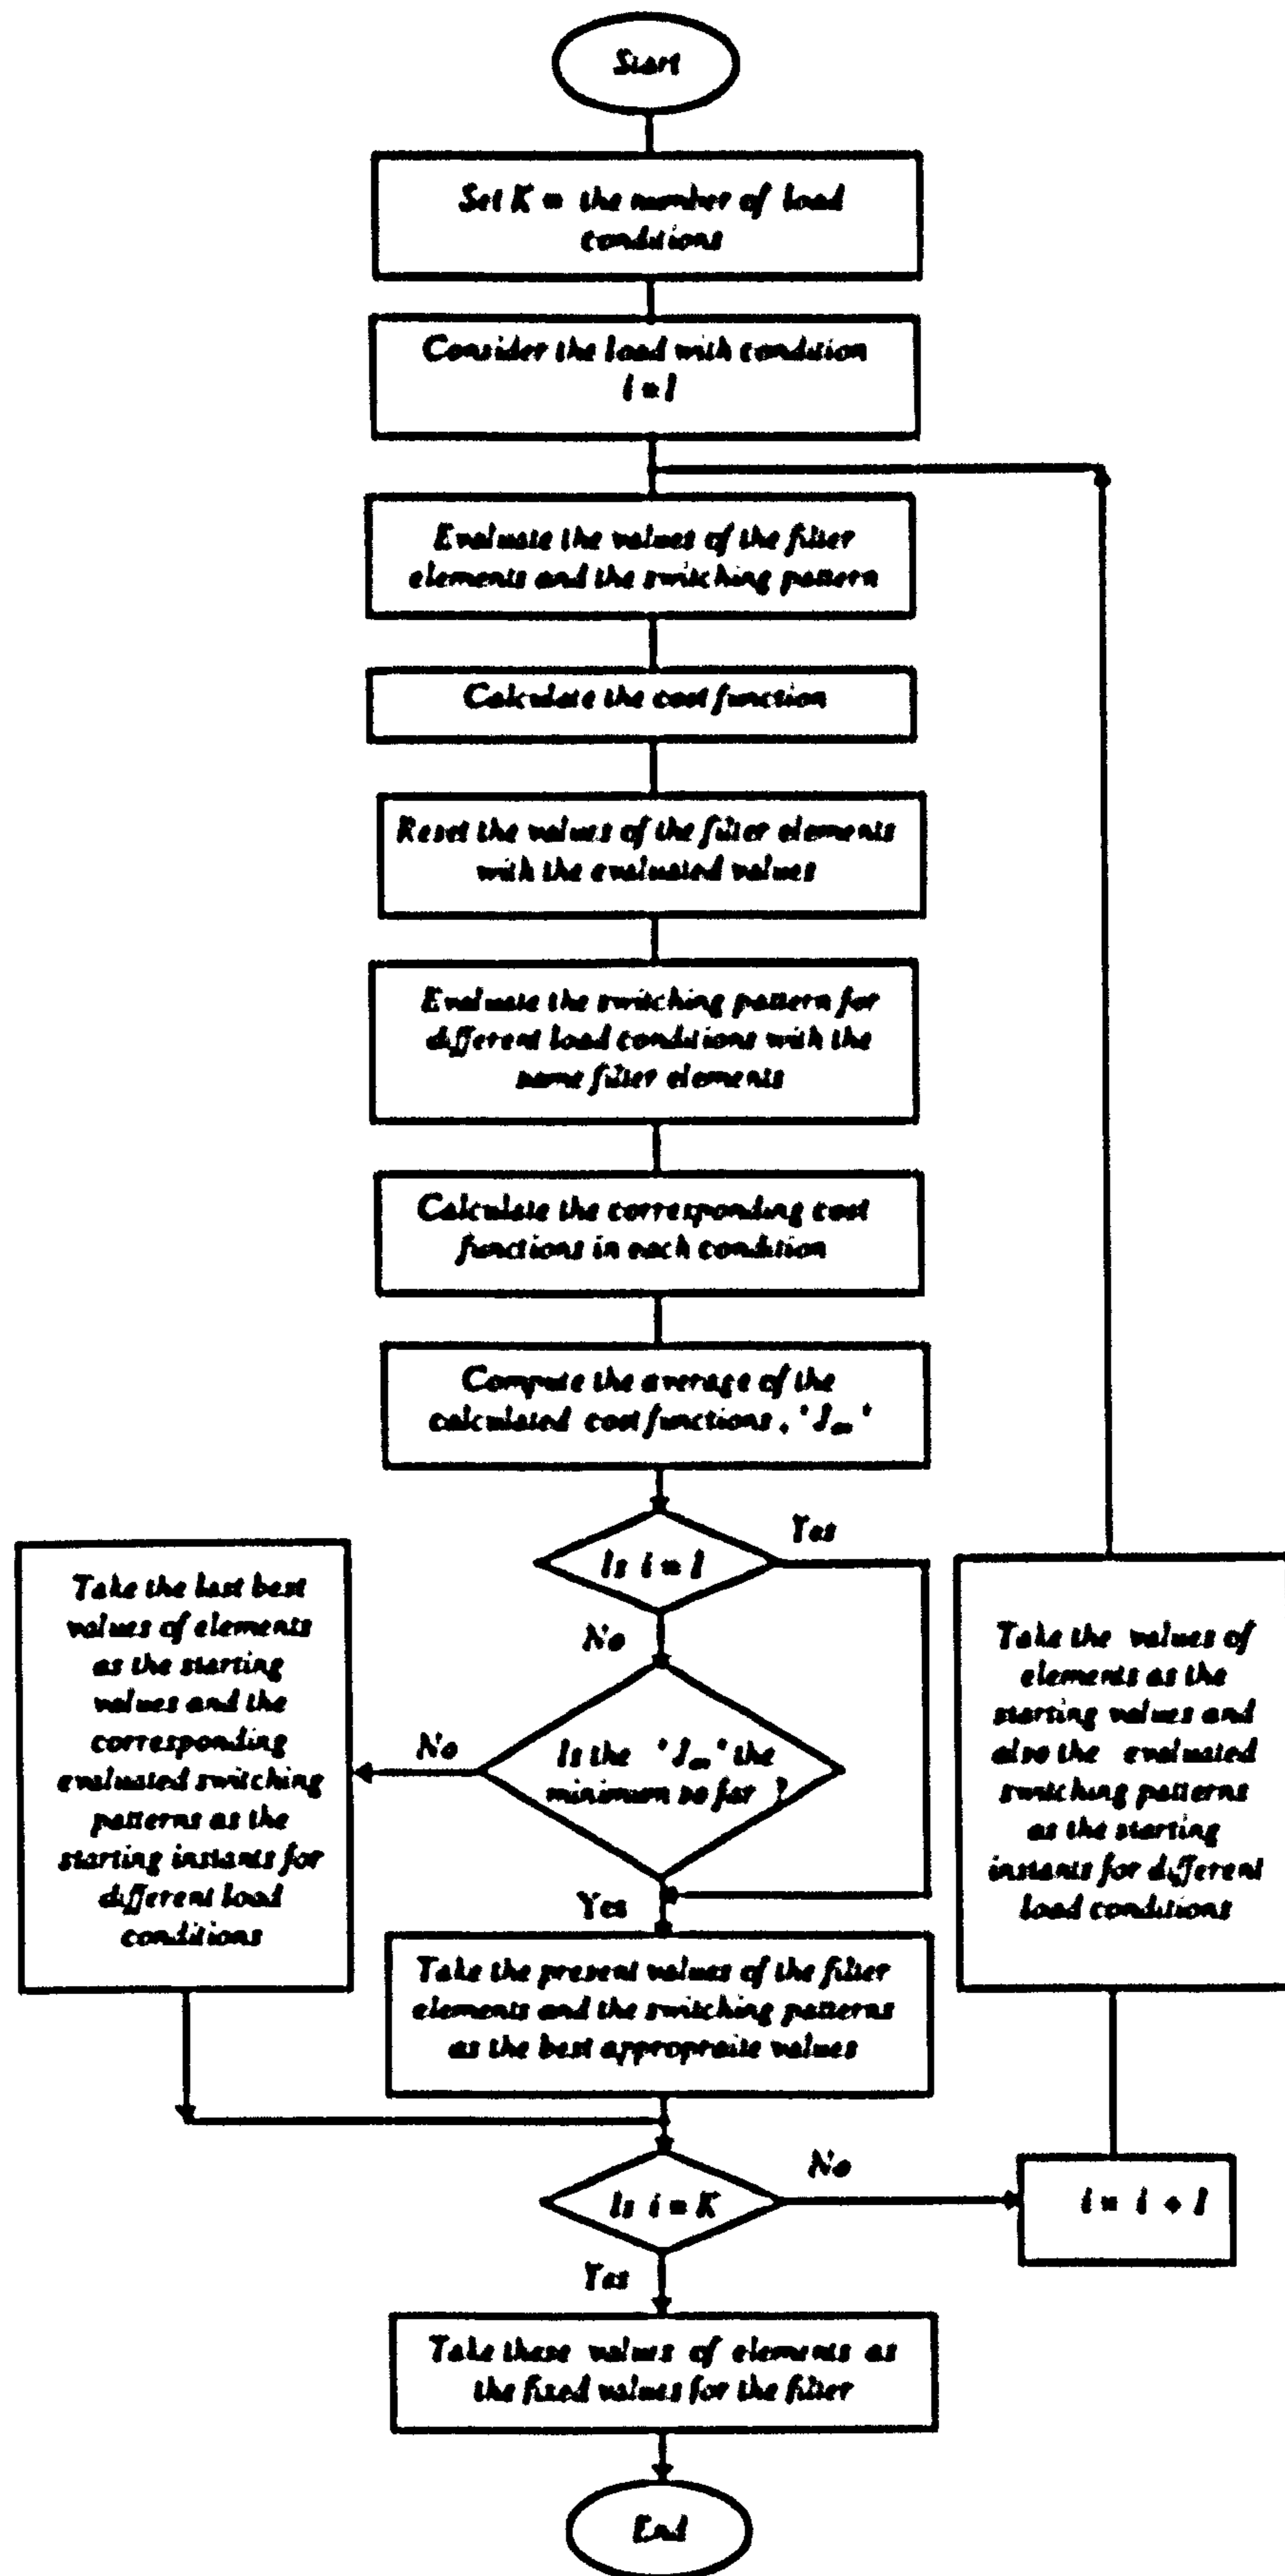 Start
Set K = the number of load
conditions
Consider the load with condition
i = 1
Evaluate the values of the filter
elements and the switching pattern
Calculate the cost function
Reset the values of the filter elements
with the evaluated values
Evaluate the switching pattern for
different load conditions with the
same filter elements
Calculate the corresponding cost
functions in each condition
Compute the average of the
calculated cost functions , ' J ' 
Is i = 1
Yes
No
Is the ' J ' the
minimum so far ?
No
Yes
Take the last best
values of elements
as the starting
values and the
corresponding
evaluated switching
patterns as the
starting instants for
different load
conditions
Take the present values of the filter
elements and the switching patterns
as the best appropraite values
Take the values of
elements as the
starting values and
also the evaluated
switching patterns
as the starting
instants for different
load conditions
Is i = K
No
i = i + 1
Yes
Take these values of elements as
the fixed values for the filter
End